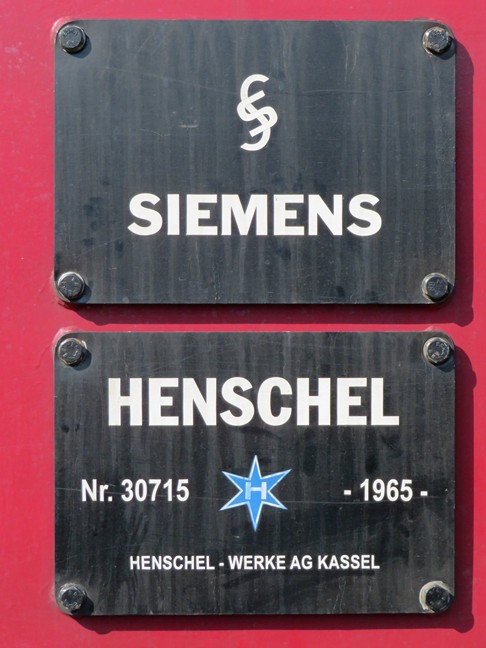 SIEMENS
HENSCHEL
Nr. 30715 H - 1965 -
HENSCHEL - WERKE AG KASSEL